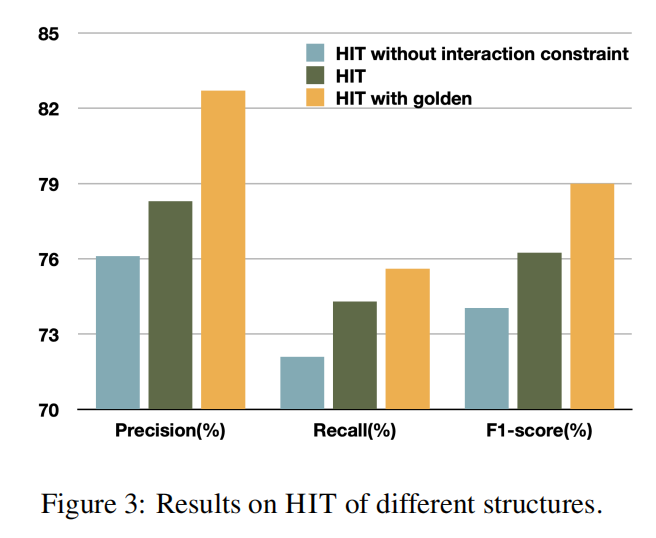 85
HIT without interaction constraint
HIT
HIT with golden
82
79
76
73
70
Precision(%) Recall(%) F1-score(%)
Figure 3: Results on HIT of different structures.